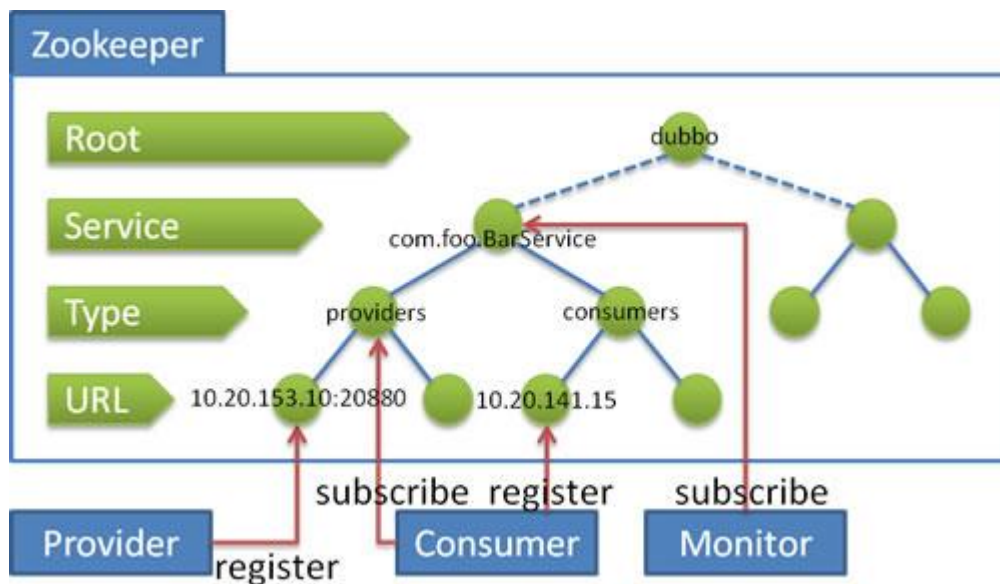 Zookeeper
Root
dubbo
Service
com.foo.BarService
Type
providers
consumers
URL
10.20.153.10:20880
10.20.141.15
subscribe
register
subscribe
Provider
register
Consumer
Monitor